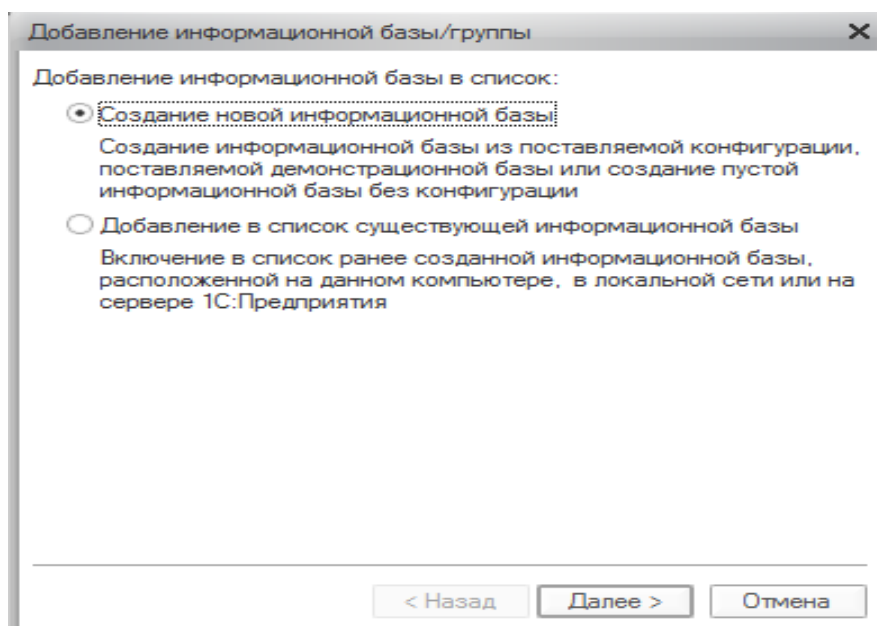 Добавление информационной базы/группы
Добавление информационной базы в список:
Создание новой информационной базы
Создание информационной базы из поставляемой конфигурации,
поставляемой демонстрационной базы или создание пустой
информационной базы без конфигурации
Добавление в список существующей информационной базы
Включение в список ранее созданной информационной базы,
расположенной на данном компьютере, в локальной сети или на
сервере 1С:Предприятия
< Назад Далее > Отмена